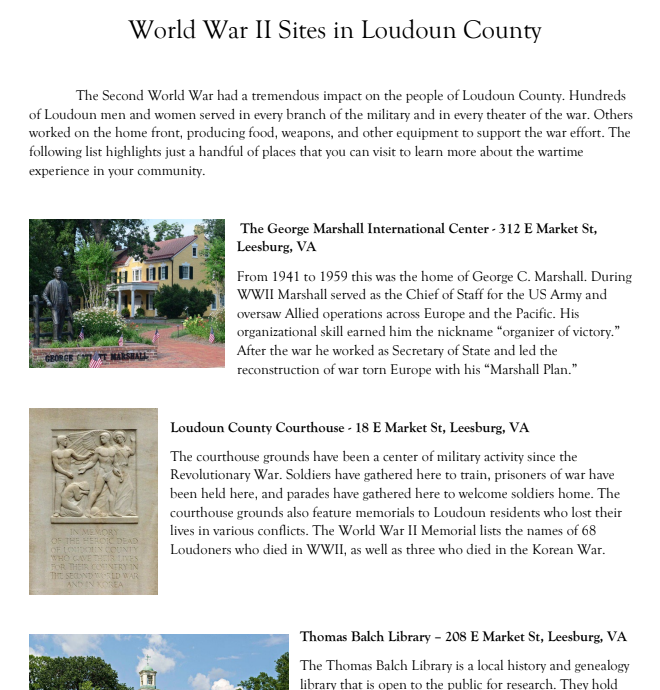 World War II Sites in Loudoun County
The Second World War had a tremendous impact on the people of Loudoun County. Hundreds
of Loudoun men and women served in every branch of the military and in every theater of the war. Others
worked on the home front, producing food, weapons, and other equipment to support the war effort. The
following list highlights just a handful of places that you can visit to learn more about the wartime
experience in your community.
The George Marshall International Center - 312 E Market St,
Leesburg, VA
From 1941 to 1959 this was the home of George C. Marshall. During
WWII Marshall served as the Chief of Staff for the US Army and
oversaw Allied operations across Europe and the Pacific. His
organizational skill earned him the nickname “organizer of victory.”
After the war he worked as Secretary of State and led the
reconstruction of war torn Europe with his “Marshall Plan.”
GEORGE MARSHALL
Loudoun County Courthouse - 18 E Market St, Leesburg, VA
The courthouse grounds have been a center of military activity since the
Revolutionary War. Soldiers have gathered here to train, prisoners of war have
been held here, and parades have gathered here to welcome soldiers home. The
courthouse grounds also feature memorials to Loudoun residents who lost their
lives in various conflicts. The World War II Memorial lists the names of 68
Loudoners who died in WWII, as well as three who died in the Korean War.
IN MEMORY
OF THE HEROIC DEAD
OF LOUDOUN COUNTY
WHO GAVE THEIR LIVES
FOR THEIR COUNTRY IN
THE SECOND WORLD WAR
AND IN KOREA
Thomas Balch Library – 208 E Market St, Leesburg, VA
The Thomas Balch Library is a local history and genealogy
library that is open to the public for research. They hold